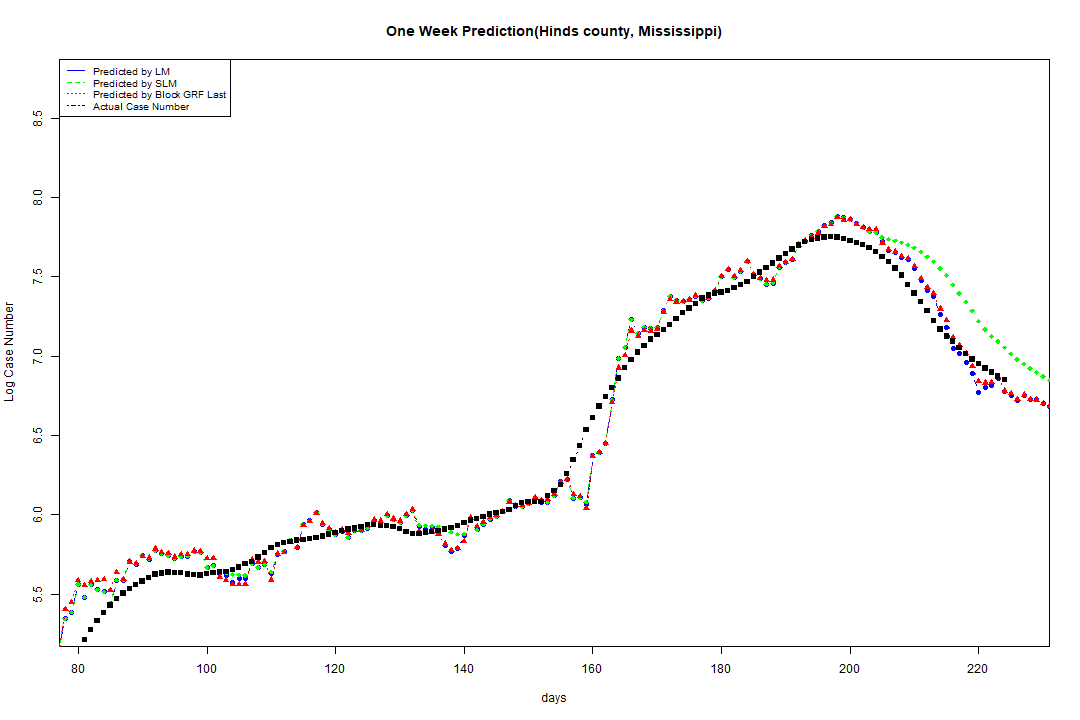 One Week Prediction(Hinds county, Mississippi)
Predicted by LM
Predicted by SLM
Predicted by Block GRF Last
Actual Case Number
8.5
8.0
7.5
7.0
6.5
6.0
5.5
Log Case Number
80 100 120 140 160 180 200 220
days